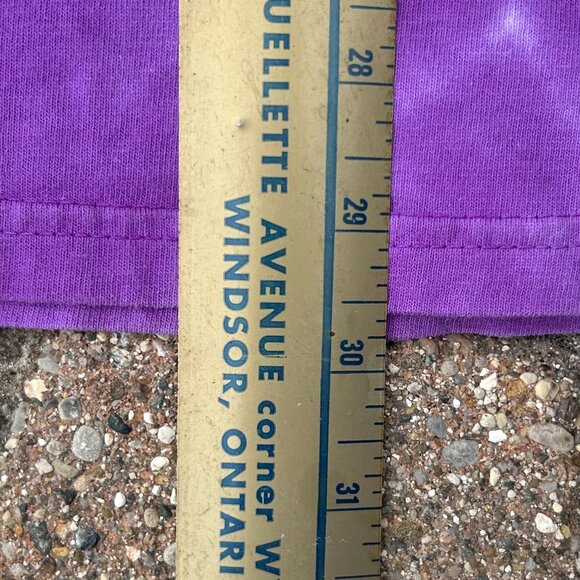 UELLETTE AVENUE corner W
WINDSOR, ONTARI
28
29
30
31